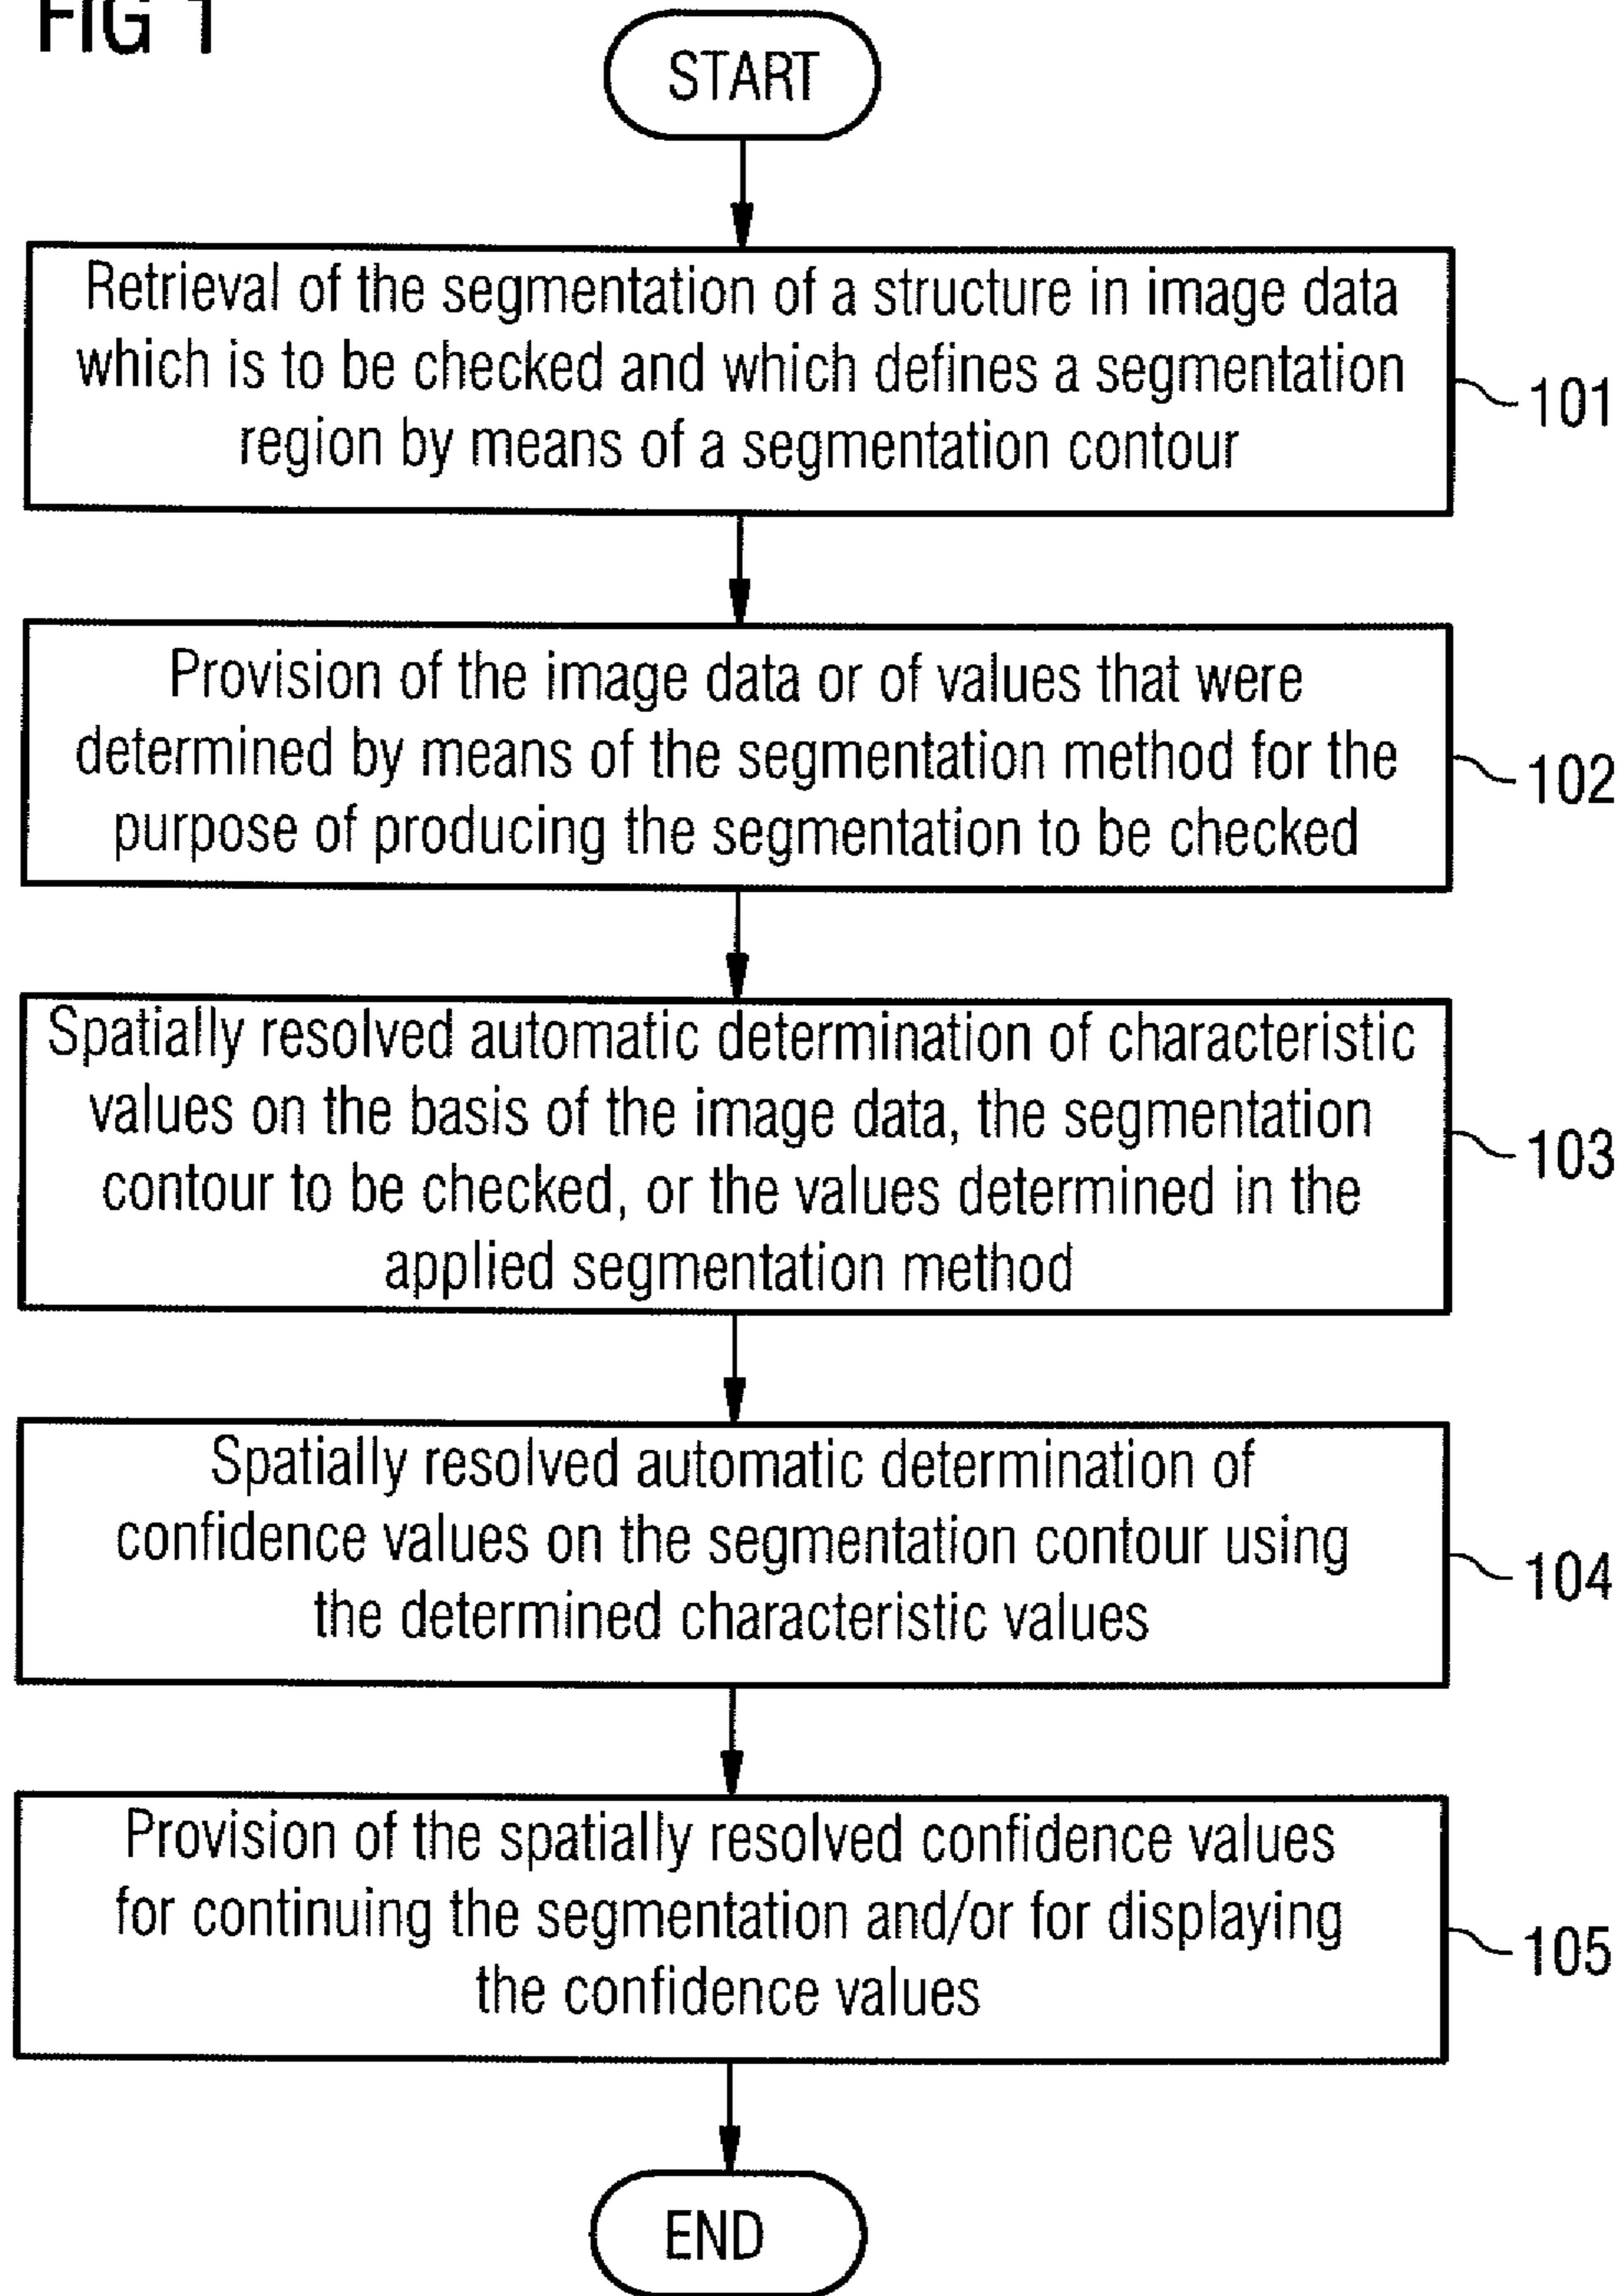 FIG 1
START
Retrieval of the segmentation of a structure in image data
which is to be checked and which defines a segmentation
region by means of a segmentation contour
101
Provision of the image data or of values that were
determined by means of the segmentation method for the
purpose of producing the segmentation to be checked
102
Spatially resolved automatic determination of characteristic
values on the basis of the image data, the segmentation
contour to be checked, or the values determined in the
applied segmentation method
103
Spatially resolved automatic determination of
confidence values on the segmentation contour using
the determined characteristic values
104
Provision of the spatially resolved confidence values
for continuing the segmentation and/or for displaying
the confidence values
105
END